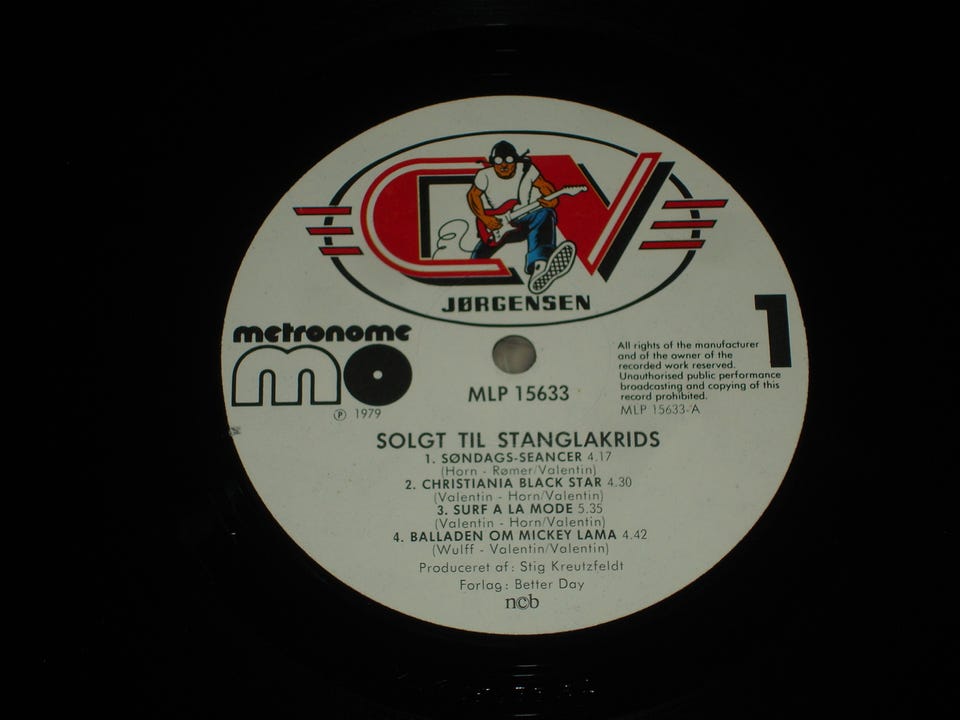 CV
JØRGENSEN
metronome
mo
℗ 1979
MLP 15633
1
All rights of the manufacturer
and of the owner of the
recorded work reserved.
Unauthorised public performance
broadcasting and copying of this
record prohibited.
MLP 15633-A
SOLGT TIL STANGLAKRIDS
1. SØNDAGS-SEANCER 4.17
(Horn - Rømer/Valentin)
2. CHRISTIANIA BLACK STAR 4.30
(Valentin - Horn/Valentin)
3. SURF A LA MODE 5.35
(Valentin - Horn/Valentin)
4. BALLADEN OM MICKEY LAMA 4.42
(Wulff - Valentin/Valentin)
Produceret af: Stig Kreutzfeldt
Forlag: Better Day
n©b